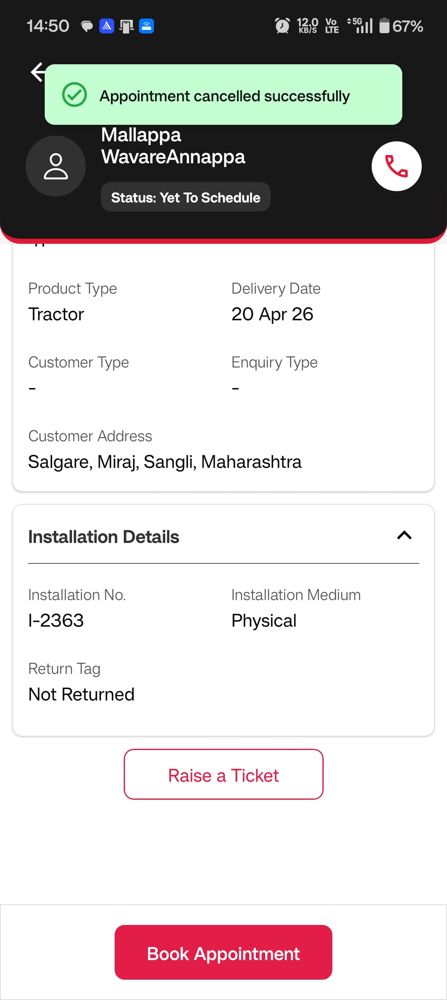 14:50
12.0
KB/S
Vo
LTE
5G
67%
Appointment cancelled successfully
Mallappa
WavareAnnappa
Status: Yet To Schedule
Product Type
Delivery Date
Tractor
20 Apr 26
Customer Type
Enquiry Type
-
-
Customer Address
Salgare, Miraj, Sangli, Maharashtra
Installation Details
Installation No.
Installation Medium
I-2363
Physical
Return Tag
Not Returned
Raise a Ticket
Book Appointment